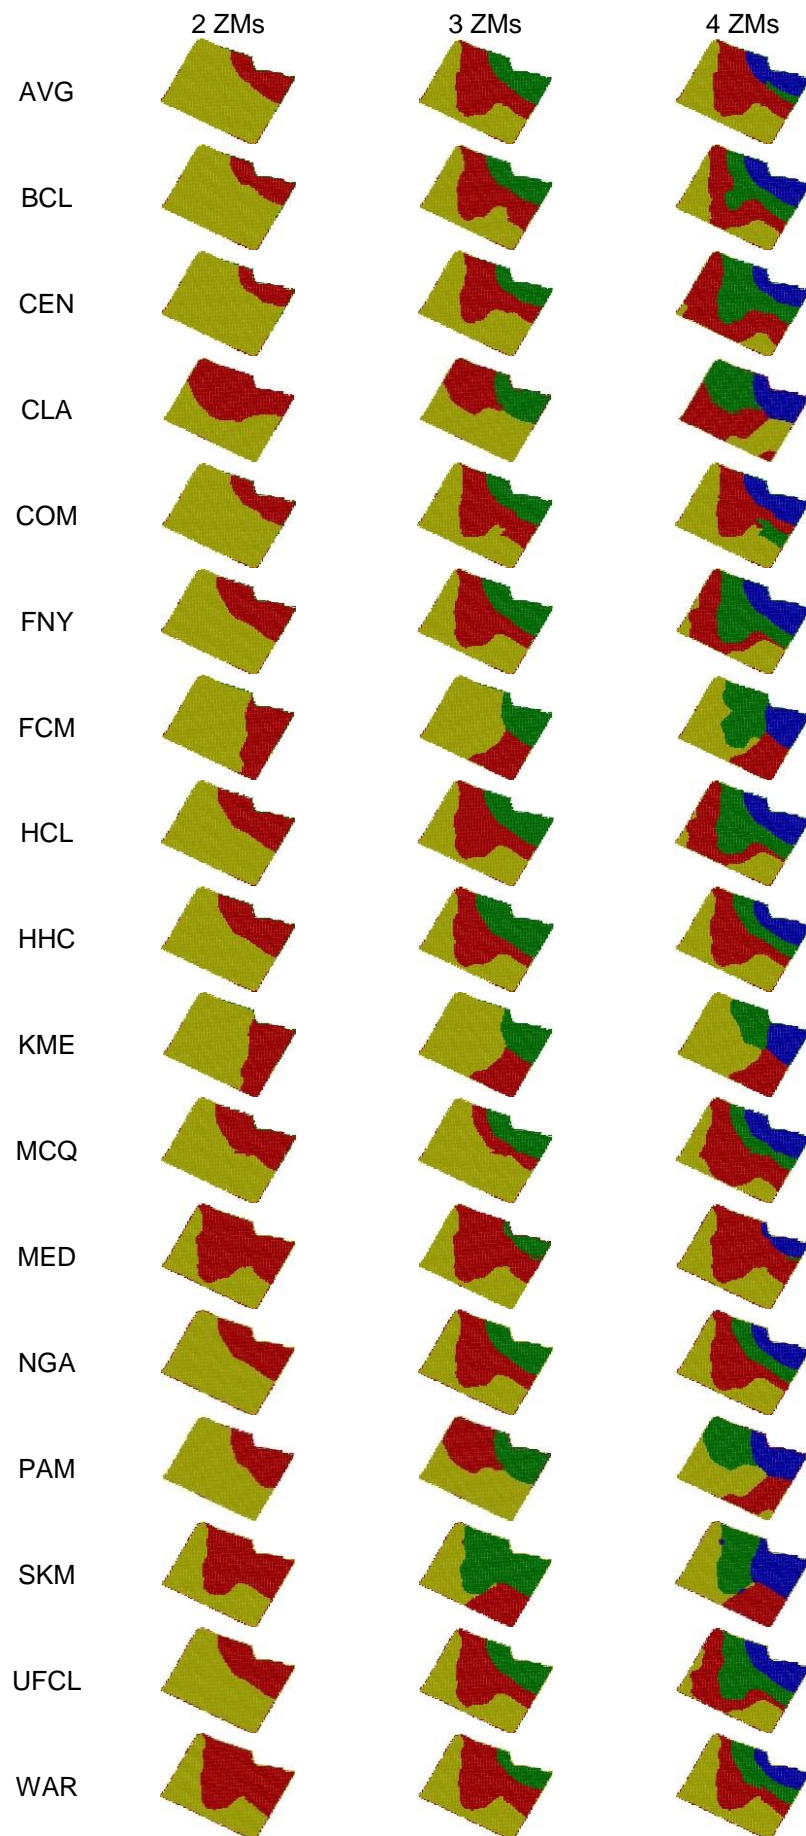 2 ZMs 3 ZMs 4 ZMs
AVG
BCL
CEN
CLA
COM
FNY
FCM
HCL
HHC
KME
MCQ
MED
NGA
PAM
SKM
UFCL
WAR